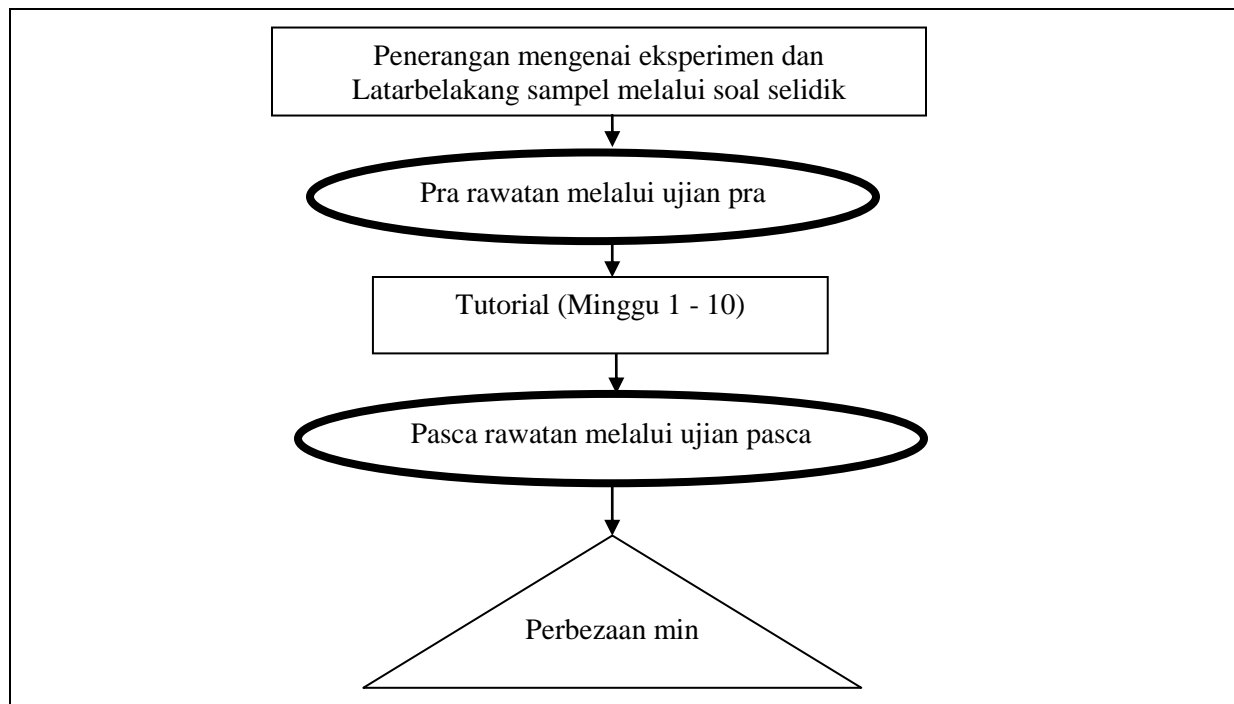 Penerangan mengenai eksperimen dan
Latarbelakang sampel melalui soal selidik
Pra rawatan melalui ujian pra
Tutorial (Minggu 1 - 10)
Pasca rawatan melalui ujian pasca
Perbezaan min